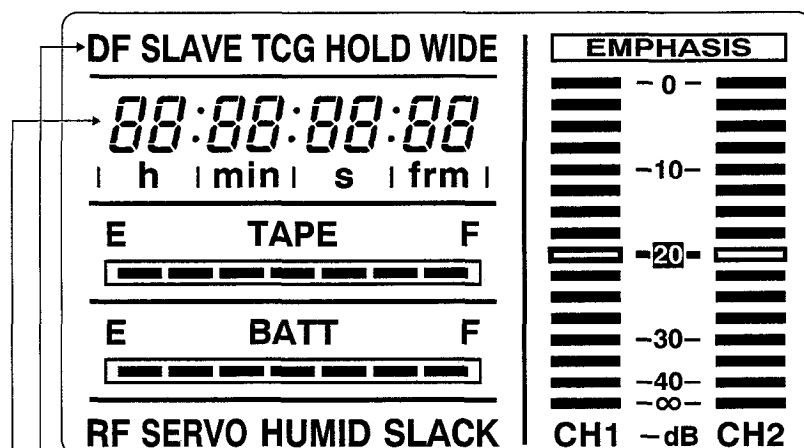 DF SLAVE TCG HOLD WIDE
88:88:88:88
h min s frm
E TAPE F
E BATT F
RF SERVO HUMID SLACK
EMPHASIS
– 0 –
–10–
–20–
–30–
–40–
–∞–
CH1 –dB CH2